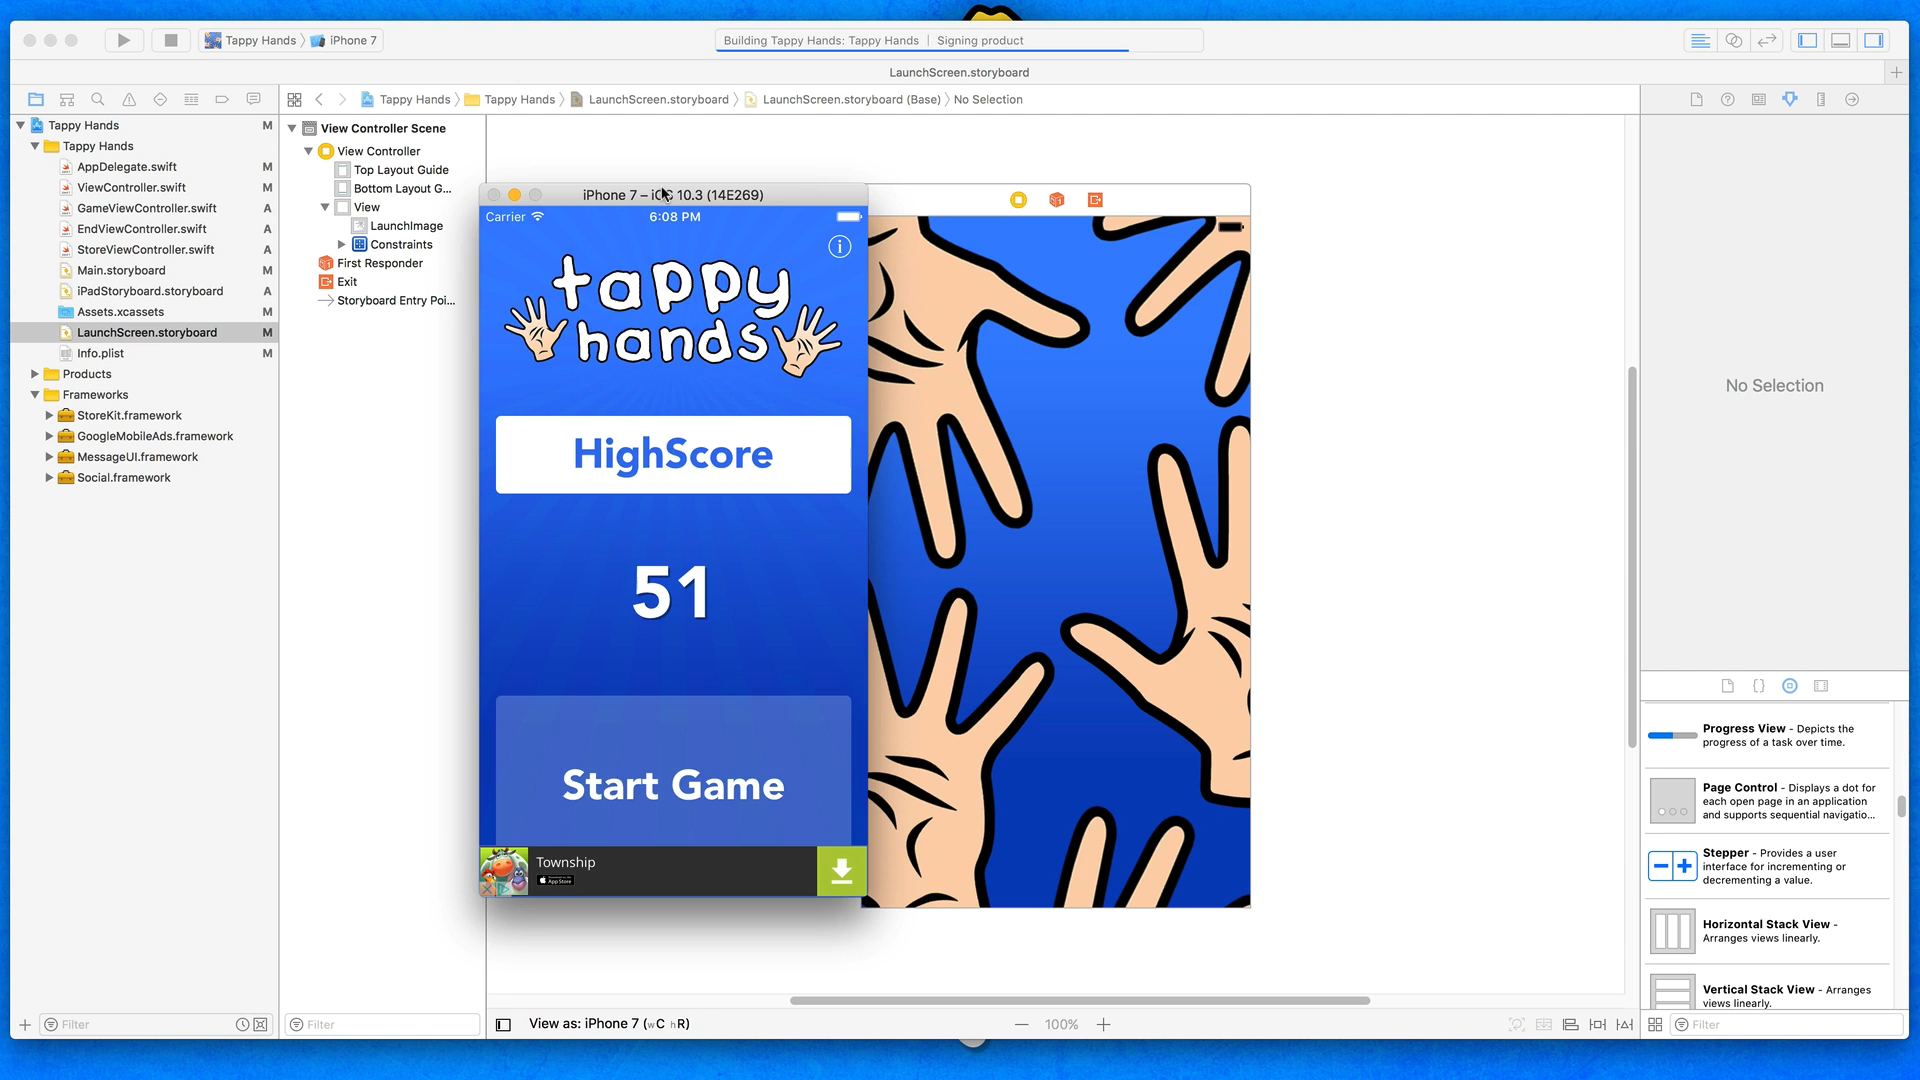 Tappy Hands
iPhone 7
Building Tappy Hands: Tappy Hands | Signing product
LaunchScreen.storyboard
Tappy Hands
Tappy Hands
LaunchScreen.storyboard
LaunchScreen.storyboard (Base)
No Selection
Tappy Hands M
Tappy Hands
AppDelegate.swift M
ViewController.swift M
GameViewController.swift A
EndViewController.swift A
StoreViewController.swift A
Main.storyboard M
iPadStoryboard.storyboard A
Assets.xcassets M
LaunchScreen.storyboard M
Info.plist M
Products
Frameworks
StoreKit.framework
GoogleMobileAds.framework
MessageUI.framework
Social.framework
Filter
View Controller Scene
View Controller
Top Layout Guide
Bottom Layout G...
View
LaunchImage
Constraints
First Responder
Exit
Storyboard Entry Poi...
Filter
iPhone 7 – iOS 10.3 (14E269)
Carrier
6:08 PM
tappy
hands
HighScore
51
Start Game
Township
App Store
View as: iPhone 7 (wC hR)
100%
No Selection
Progress View - Depicts the
progress of a task over time.
Page Control - Displays a dot for
each open page in an application
and supports sequential navigatio...
Stepper - Provides a user
interface for incrementing or
decrementing a value.
Horizontal Stack View -
Arranges views linearly.
Vertical Stack View - Arranges
views linearly.
Filter